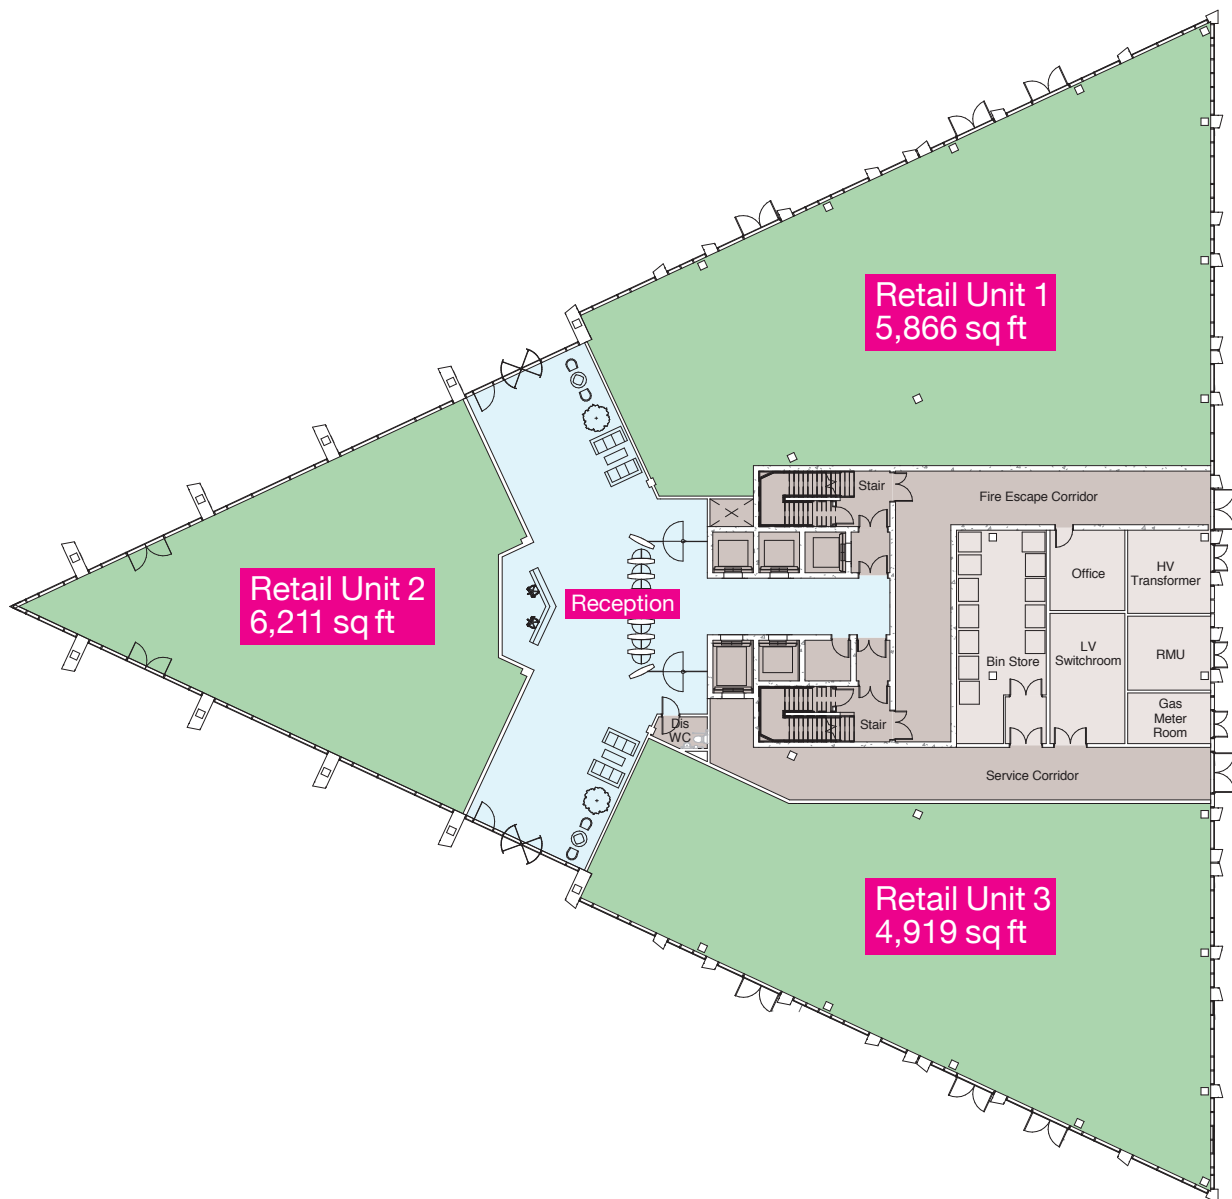 Retail Unit 1
5,866 sq ft
Stair
Fire Escape Corridor
Office
HV
Transformer
Retail Unit 2
6,211 sq ft
Reception
Bin Store
LV
Switchroom
RMU
Gas
Meter
Room
Dis
WC
Stair
Service Corridor
Retail Unit 3
4,919 sq ft